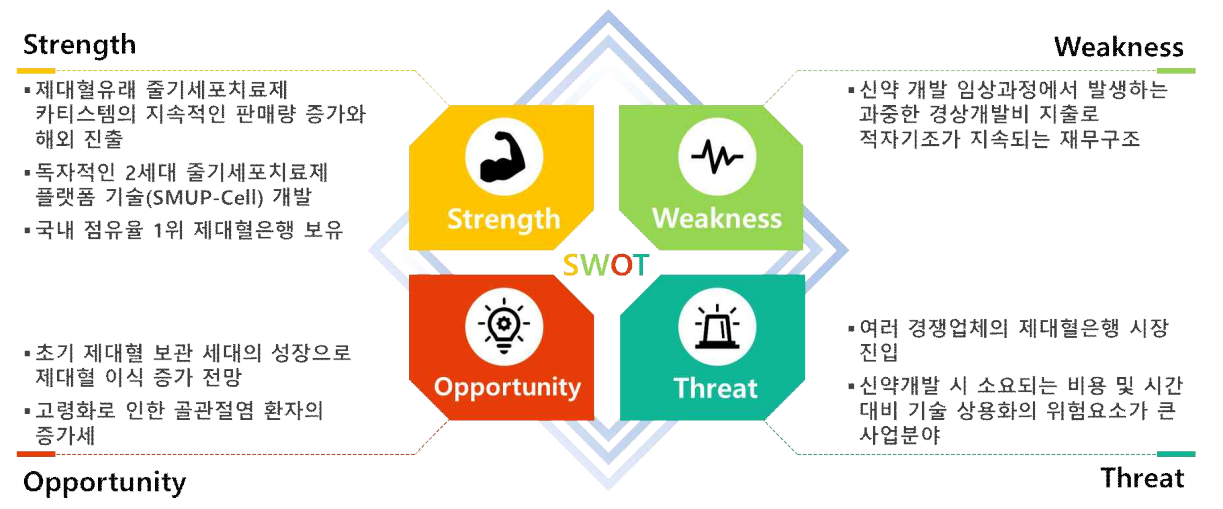 Strength
▪ 제대혈유래 줄기세포치료제
카티스템의 지속적인 판매량 증가와
해외 진출
▪ 독자적인 2세대 줄기세포치료제
플랫폼 기술(SMUP-Cell) 개발
▪ 국내 점유율 1위 제대혈은행 보유
Weakness
▪ 신약 개발 임상과정에서 발생하는
과중한 경상개발비 지출로
적자기조가 지속되는 재무구조
Strength
Weakness
SWOT
Opportunity
Threat
▪ 초기 제대혈 보관 세대의 성장으로
제대혈 이식 증가 전망
▪ 고령화로 인한 골관절염 환자의
증가세
Opportunity
▪ 여러 경쟁업체의 제대혈은행 시장
진입
▪ 신약개발 시 소요되는 비용 및 시간
대비 기술 상용화의 위험요소가 큰
사업분야
Threat